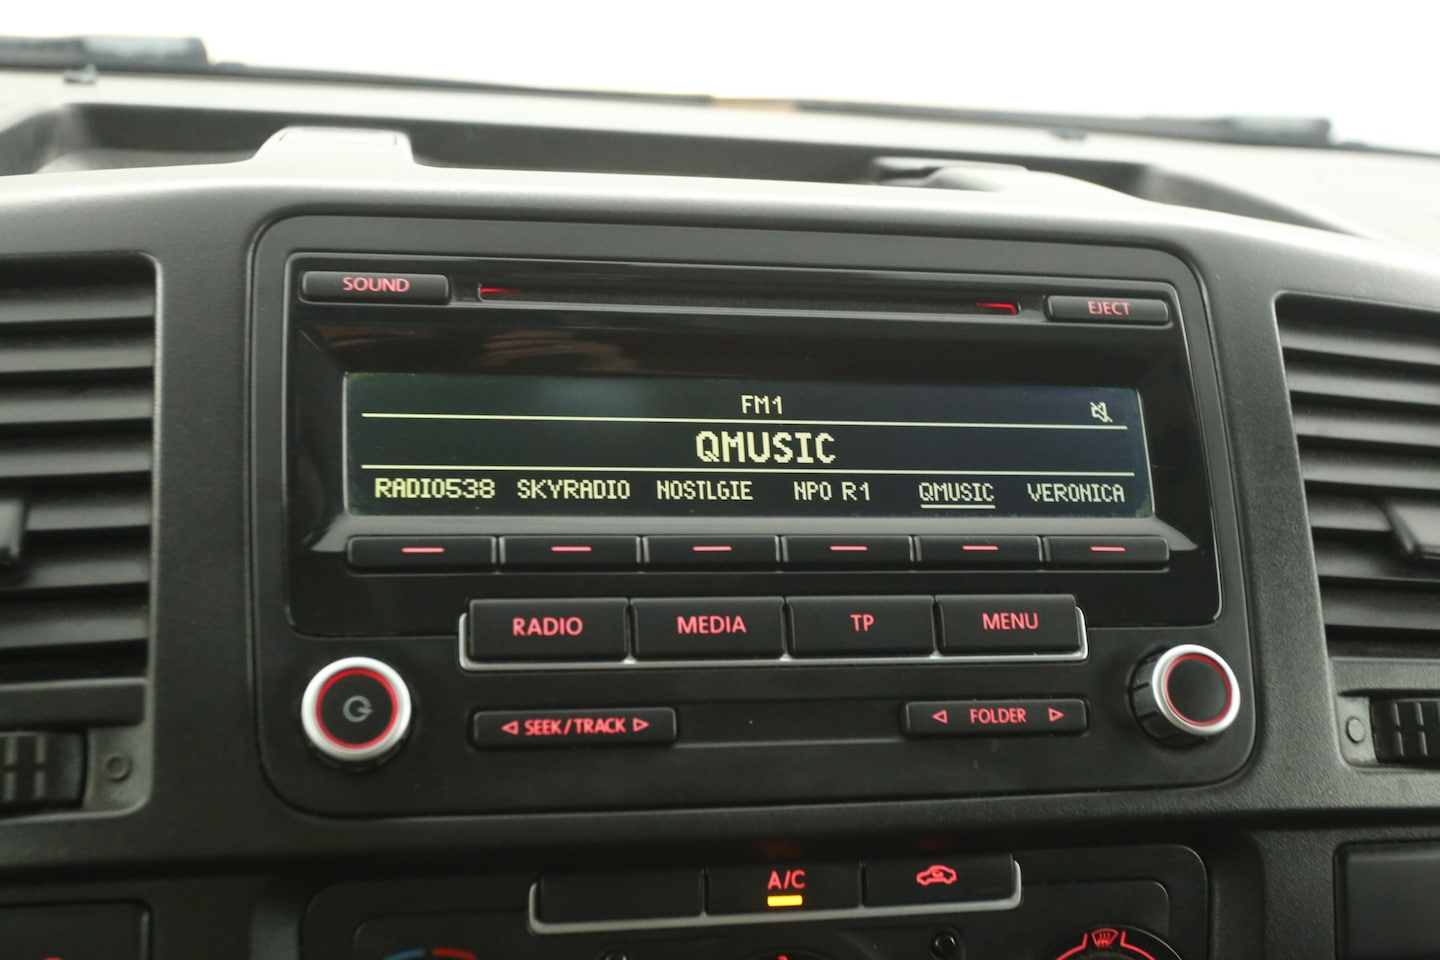 SOUND EJECT
FM1
QMUSIC
RADIO538 SKYRADIO NOSTLGIE NPO R1 QMUSIC VERONICA
RADIO MEDIA TP MENU
SEEK/TRACK FOLDER
A/C